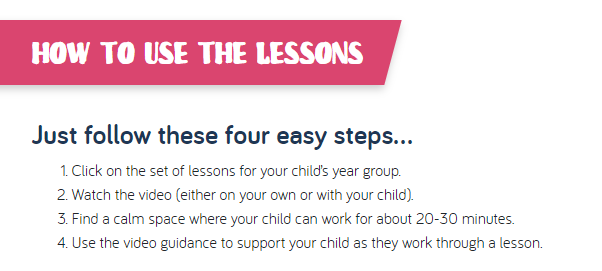 HOW TO USE THE LESSONS
Just follow these four easy steps...
1. Click on the set of lessons for your child's year group.
2. Watch the video (either on your own or with your child).
3. Find a calm space where your child can work for about 20-30 minutes.
4. Use the video guidance to support your child as they work through a lesson.